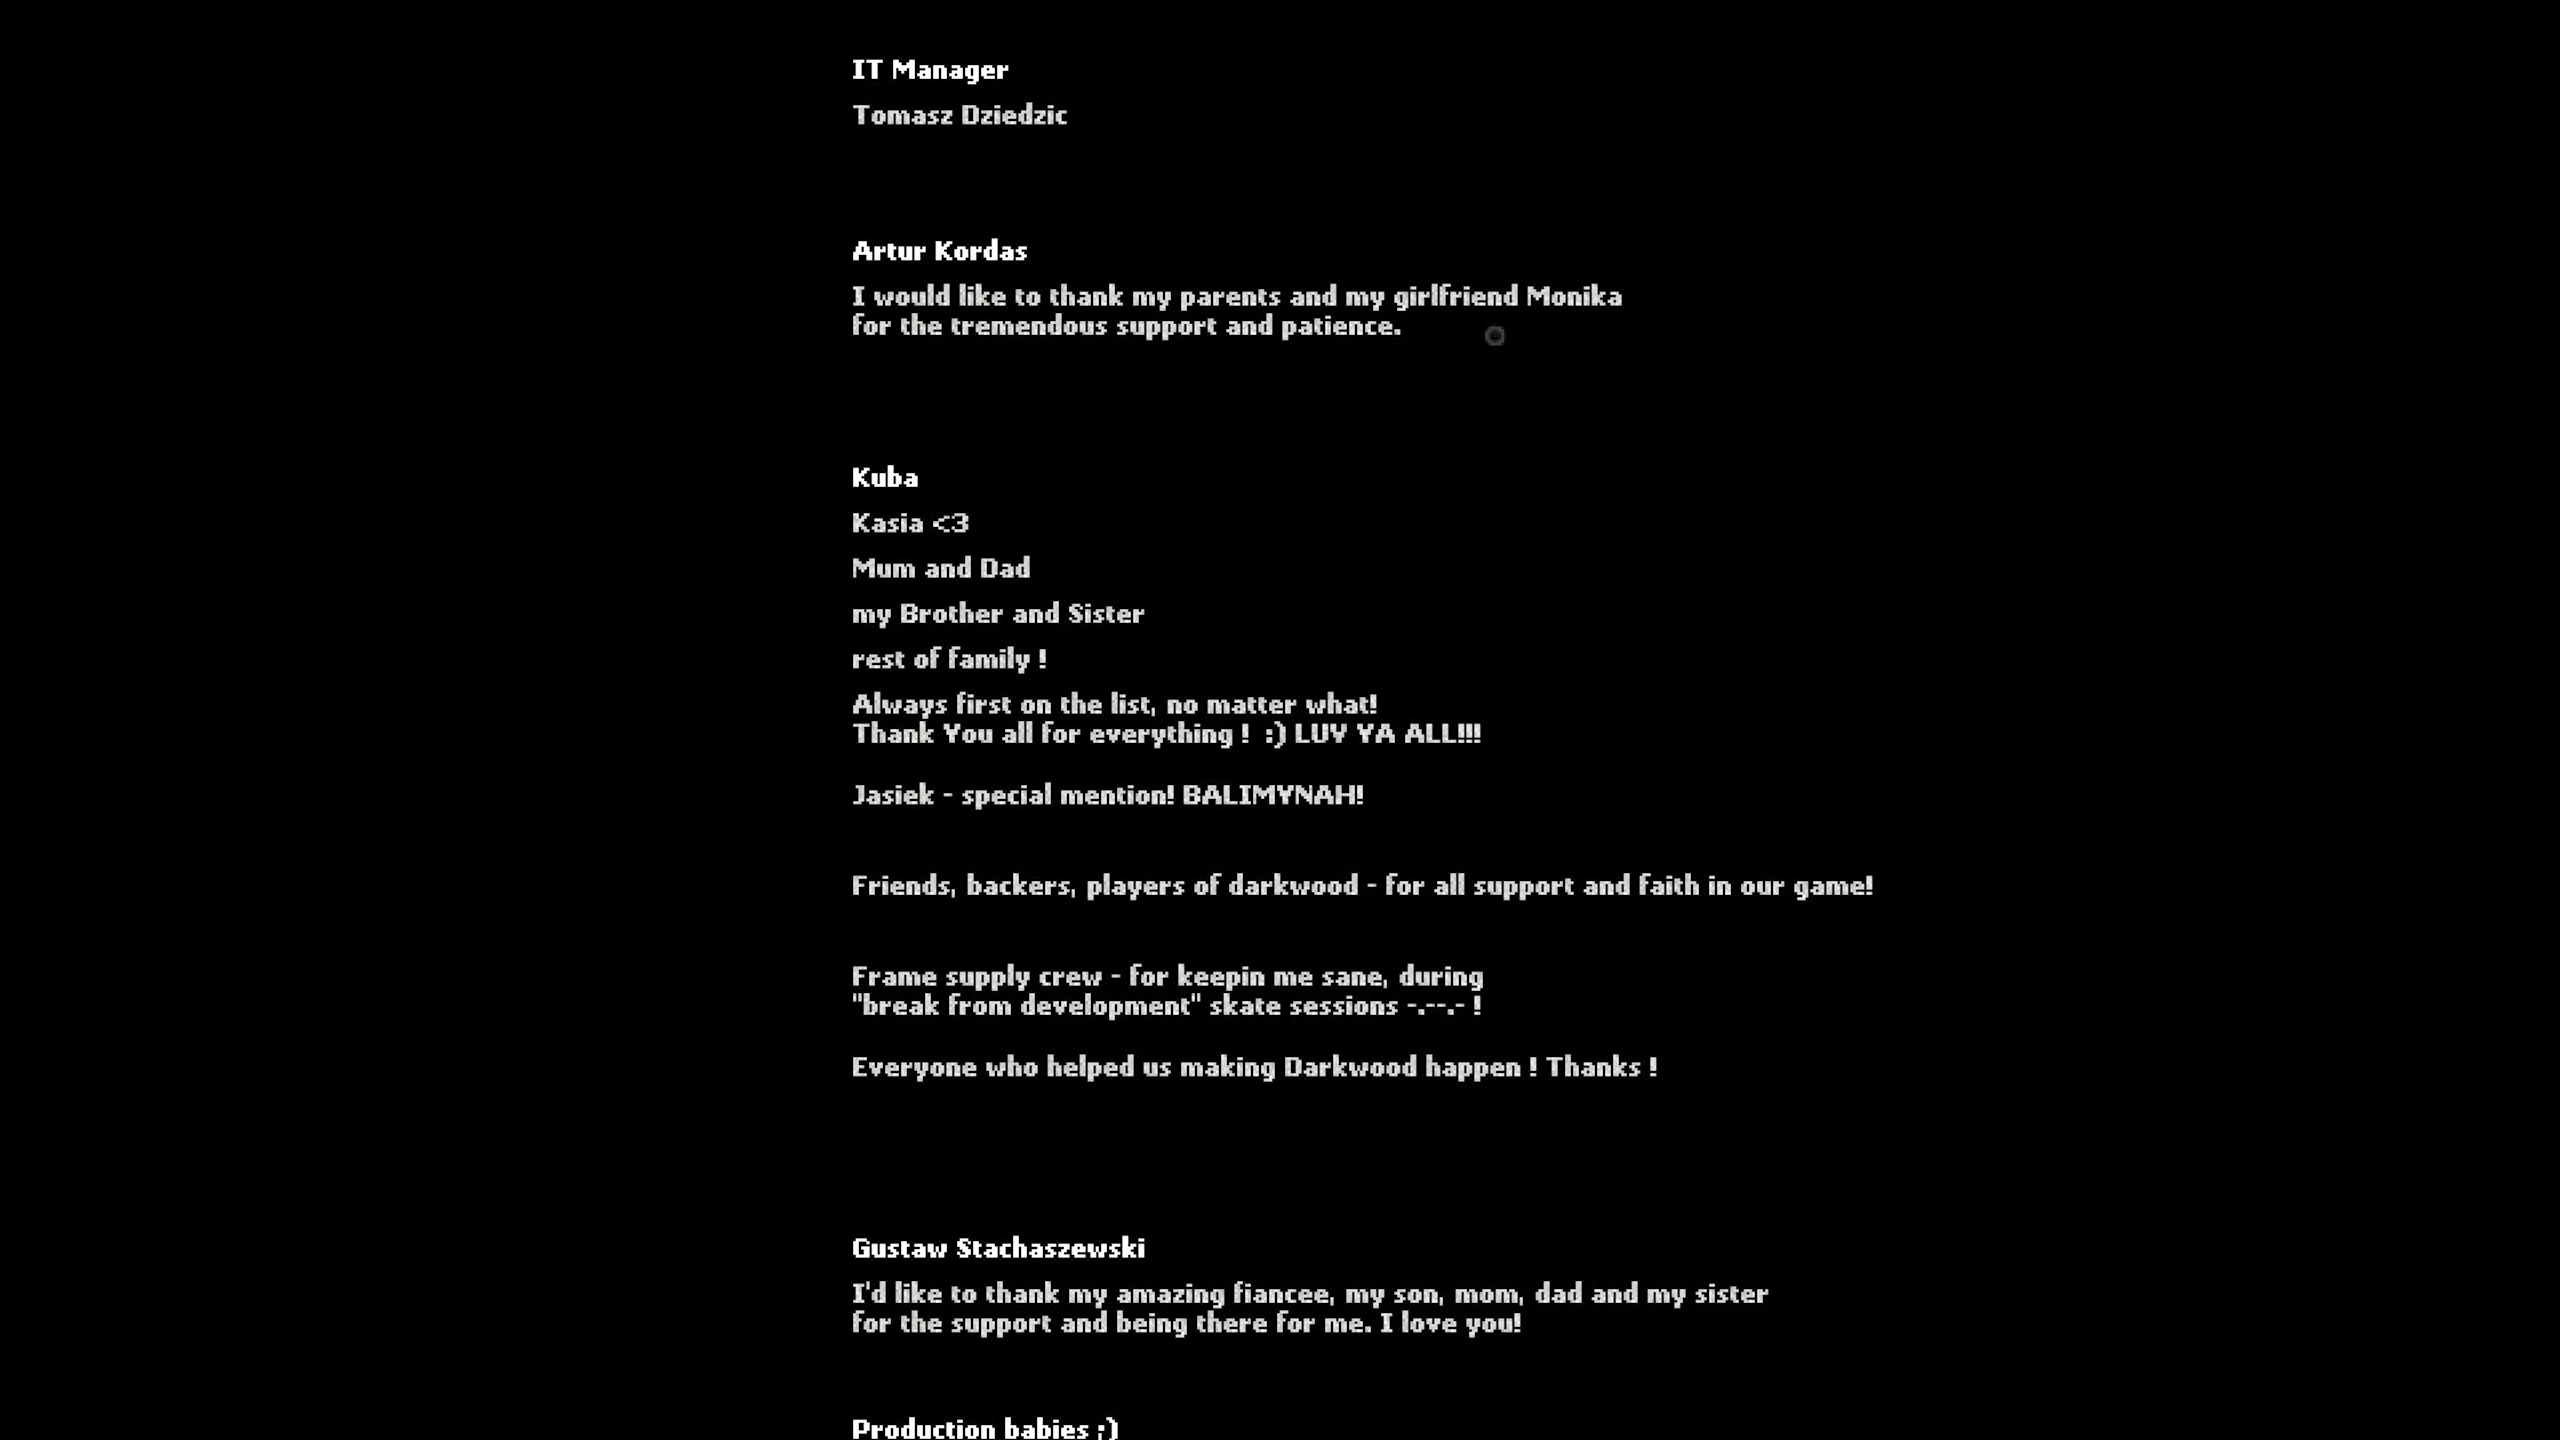 IT Manager
Tomasz Dziedzic
Artur Kordas
I would like to thank my parents and my girlfriend Monika
for the tremendous support and patience.
Kuba
Kasia <3
Mum and Dad
my Brother and Sister
rest of family !
Always first on the list, no matter what!
Thank You all for everything !  :) LUV YA ALL!!!
Jasiek - special mention! BALIMYNAH!
Friends, backers, players of darkwood - for all support and faith in our game!
Frame supply crew - for keepin me sane, during
"break from development" skate sessions -.--.- !
Everyone who helped us making Darkwood happen ! Thanks !
Gustaw Stachaszewski
I'd like to thank my amazing fiancee, my son, mom, dad and my sister
for the support and being there for me. I love you!
Production babies ;)